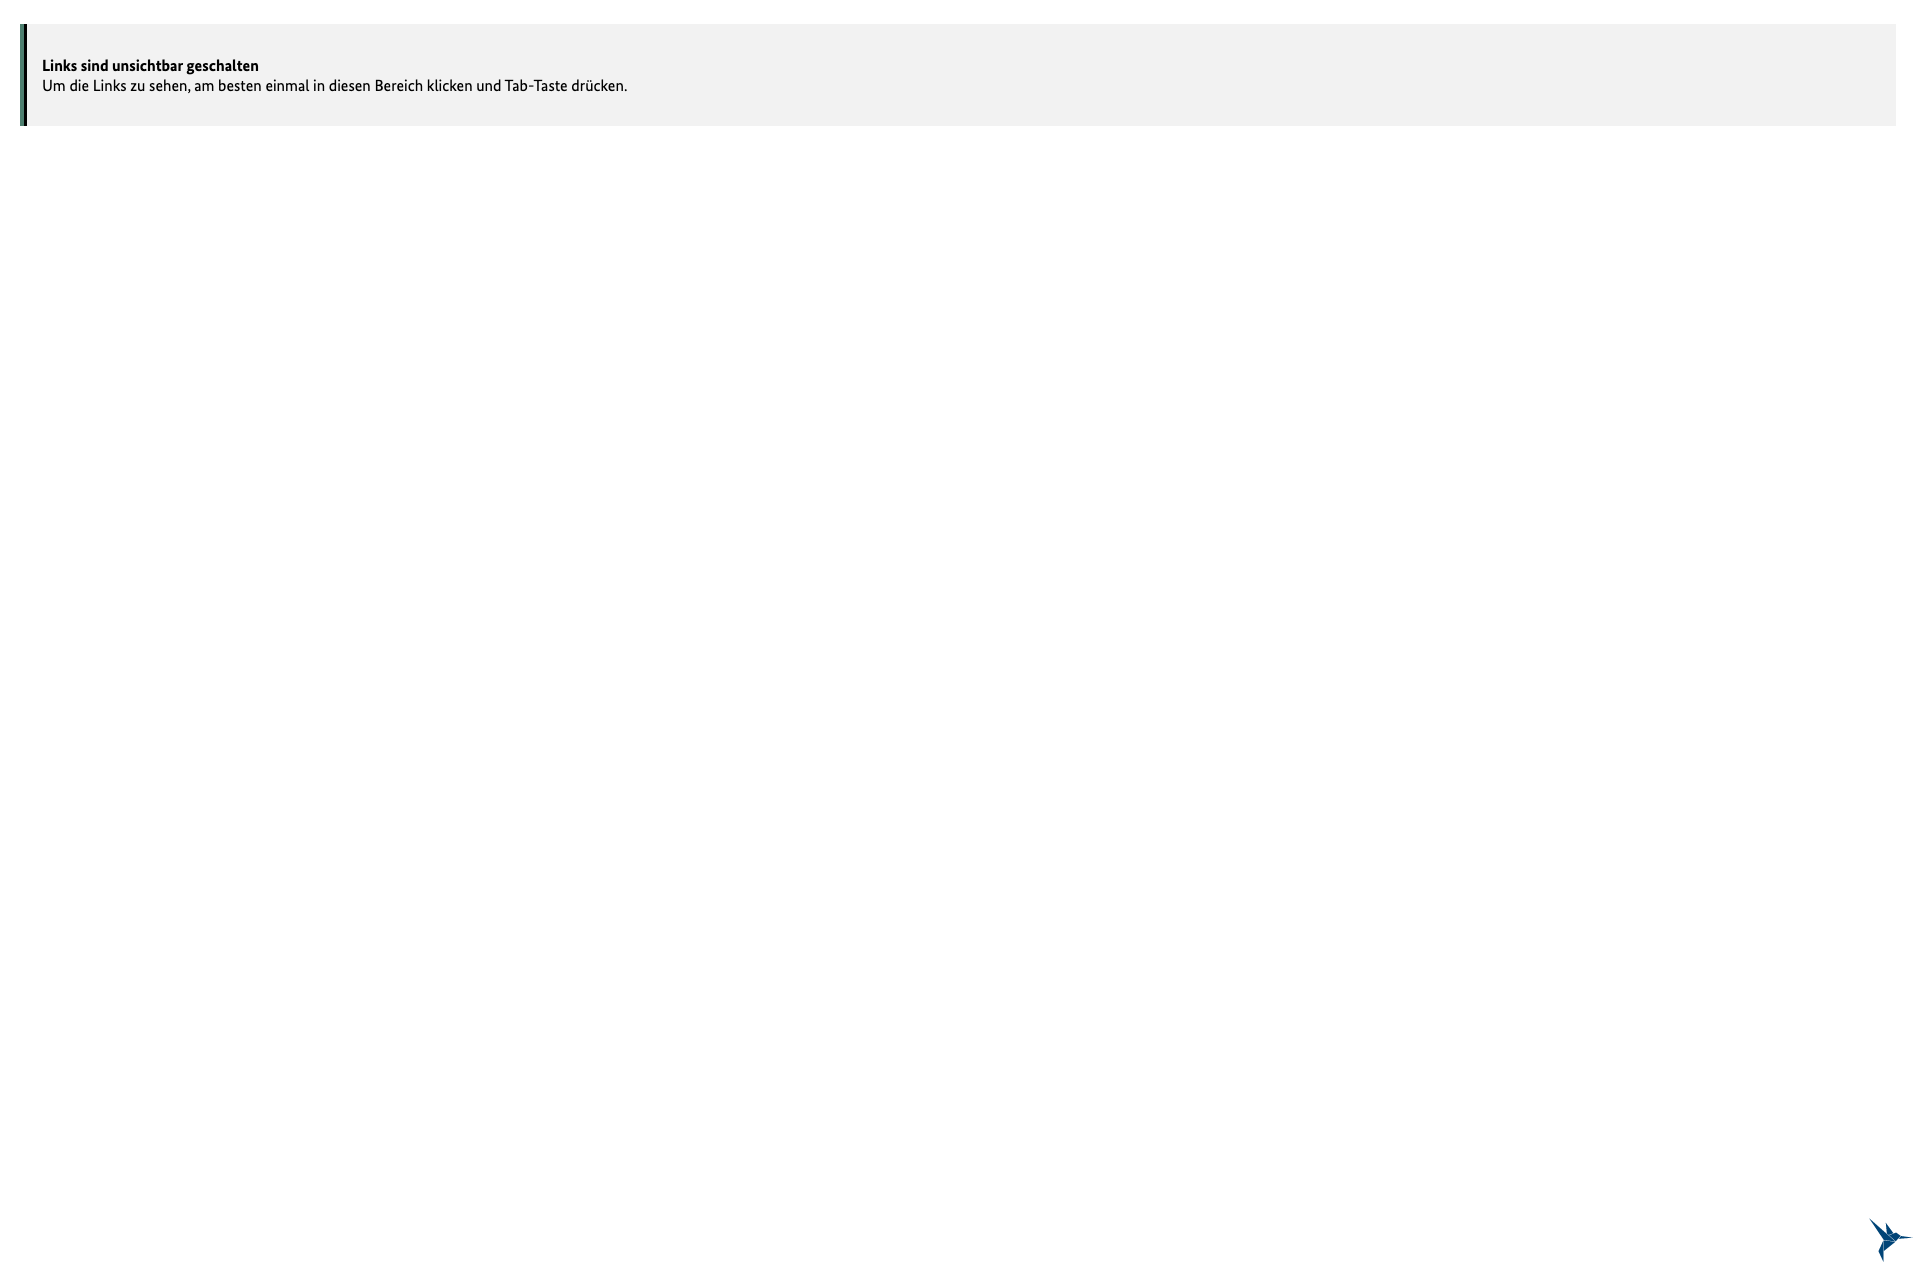 Links sind unsichtbar geschalten
Um die Links zu sehen, am besten einmal in diesen Bereich klicken und Tab-Taste drücken.